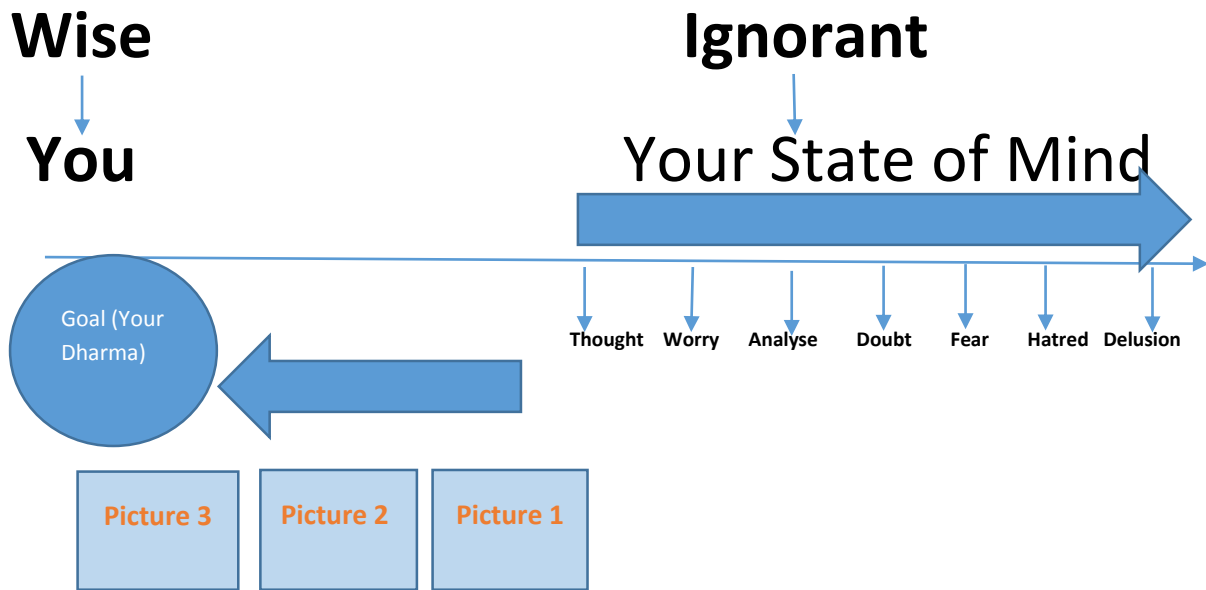 Wise
Ignorant
You
Your State of Mind
Thought
Worry
Analyse
Doubt
Fear
Hatred
Delusion
Goal (Your
Dharma)
Picture 3
Picture 2
Picture 1